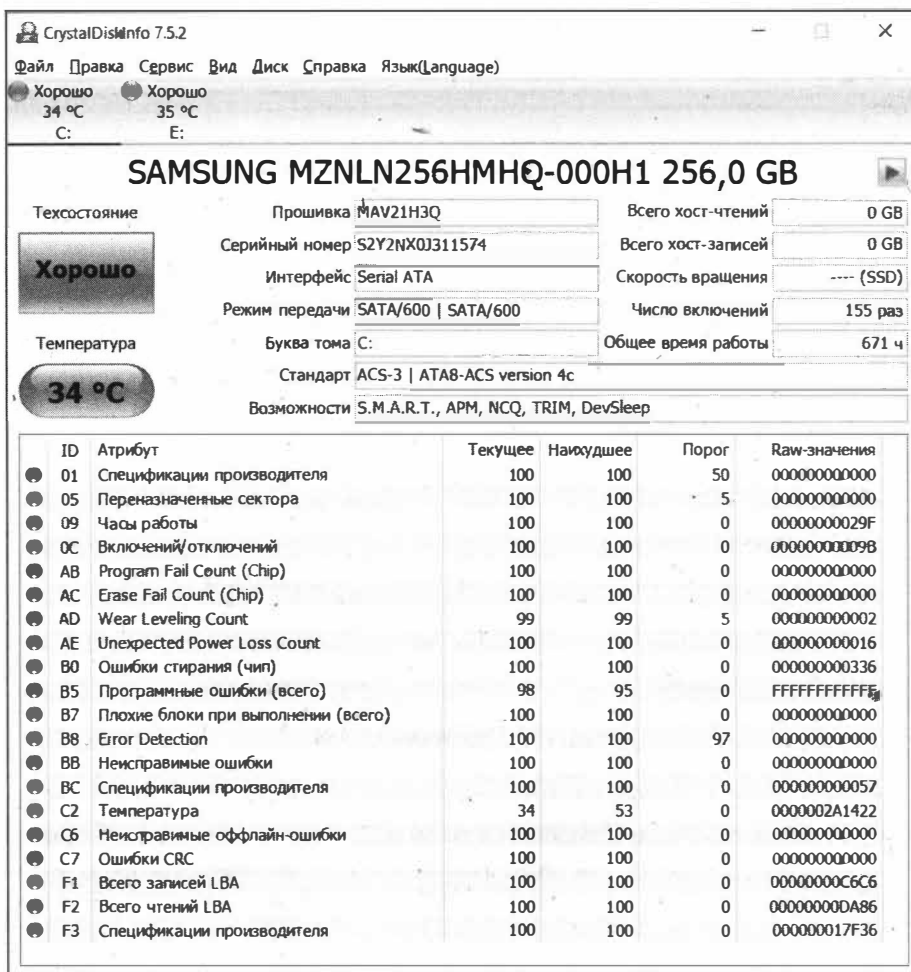 CrystalDiskInfo 7.5.2
Файл Правка Сервис Вид Диск Справка Язык(Language)
Хорошо Хорошо
34 °C 35 °C
C: E:
SAMSUNG MZNLN256HMHQ-000H1 256,0 GB
Техсостояние Прошивка MAV21H3Q Всего хост-чтений 0 GB
Хорошо Серийный номер S2Y2NX0J311574 Всего хост-записей 0 GB
Интерфейс Serial ATA Скорость вращения ---- (SSD)
Режим передачи SATA/600 | SATA/600 Число включений 155 раз
Температура Буква тома C: Общее время работы 671 ч
34 °C Стандарт ACS-3 | ATA8-ACS version 4c
Возможности S.M.A.R.T., APM, NCQ, TRIM, DevSleep
ID Атрибут Текущее Наихудшее Порог Raw-значения
01 Спецификации производителя 100 100 50 000000000000
05 Переназначенные сектора 100 100 5 000000000000
09 Часы работы 100 100 0 00000000029F
0C Включений/отключений 100 100 0 00000000009B
AB Program Fail Count (Chip) 100 100 0 000000000000
AC Erase Fail Count (Chip) 100 100 0 000000000000
AD Wear Leveling Count 99 99 5 000000000002
AE Unexpected Power Loss Count 100 100 0 000000000016
B0 Ошибки стирания (чип) 100 100 0 000000000336
B5 Программные ошибки (всего) 98 95 0 FFFFFFFFFFFF
B7 Плохие блоки при выполнении (всего) 100 100 0 000000000000
B8 Error Detection 100 100 97 000000000000
BB Неисправимые ошибки 100 100 0 000000000000
BC Спецификации производителя 100 100 0 000000000057
C2 Температура 34 53 0 0000002A1422
C6 Неисправимые оффлайн-ошибки 100 100 0 000000000000
C7 Ошибки CRC 100 100 0 000000000000
F1 Всего записей LBA 100 100 0 00000000C6C6
F2 Всего чтений LBA 100 100 0 00000000DA86
F3 Спецификации производителя 100 100 0 000000017F36